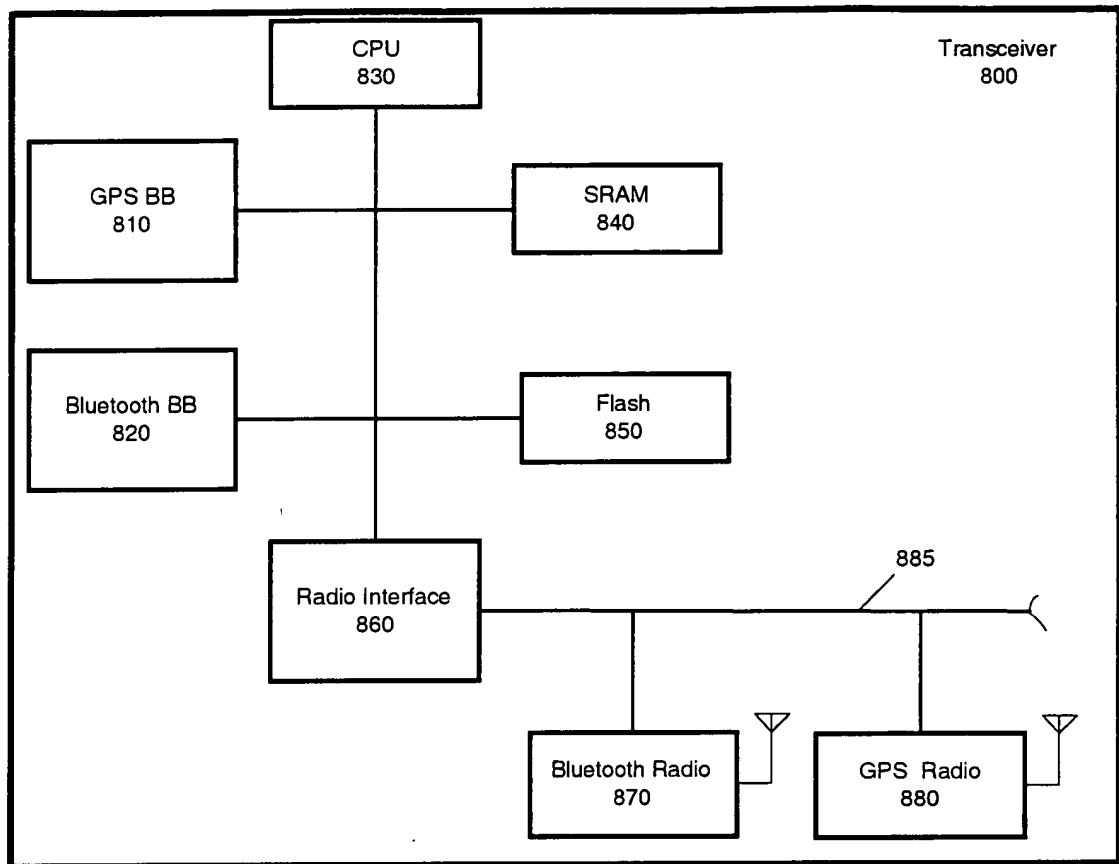 CPU
830
Transceiver
800
GPS BB
810
SRAM
840
Bluetooth BB
820
Flash
850
Radio Interface
860
885
Bluetooth Radio
870
GPS Radio
880